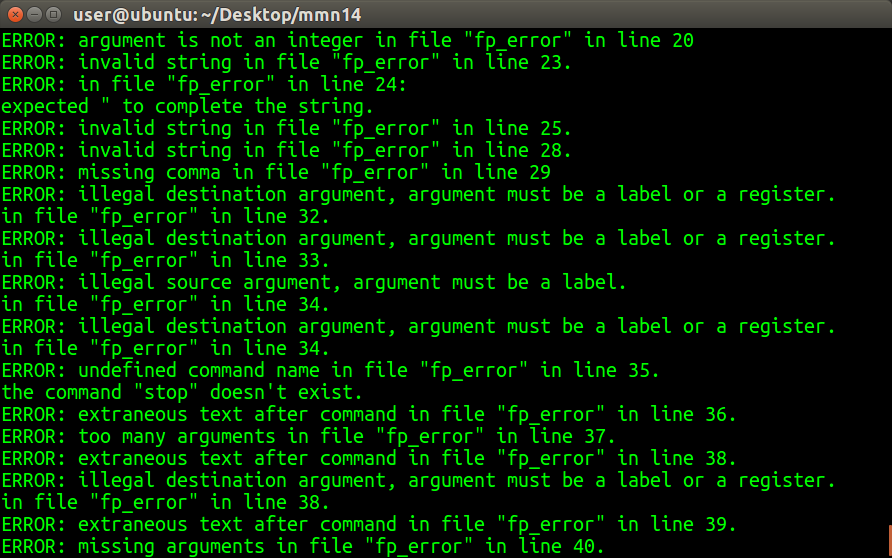 user@ubuntu: ~/Desktop/mmn14
ERROR: argument is not an integer in file "fp_error" in line 20
ERROR: invalid string in file "fp_error" in line 23.
ERROR: in file "fp_error" in line 24:
expected " to complete the string.
ERROR: invalid string in file "fp_error" in line 25.
ERROR: invalid string in file "fp_error" in line 28.
ERROR: missing comma in file "fp_error" in line 29
ERROR: illegal destination argument, argument must be a label or a register.
in file "fp_error" in line 32.
ERROR: illegal destination argument, argument must be a label or a register.
in file "fp_error" in line 33.
ERROR: illegal source argument, argument must be a label.
in file "fp_error" in line 34.
ERROR: illegal destination argument, argument must be a label or a register.
in file "fp_error" in line 34.
ERROR: undefined command name in file "fp_error" in line 35.
the command "stop" doesn't exist.
ERROR: extraneous text after command in file "fp_error" in line 36.
ERROR: too many arguments in file "fp_error" in line 37.
ERROR: extraneous text after command in file "fp_error" in line 38.
ERROR: illegal destination argument, argument must be a label or a register.
in file "fp_error" in line 38.
ERROR: extraneous text after command in file "fp_error" in line 39.
ERROR: missing arguments in file "fp_error" in line 40.